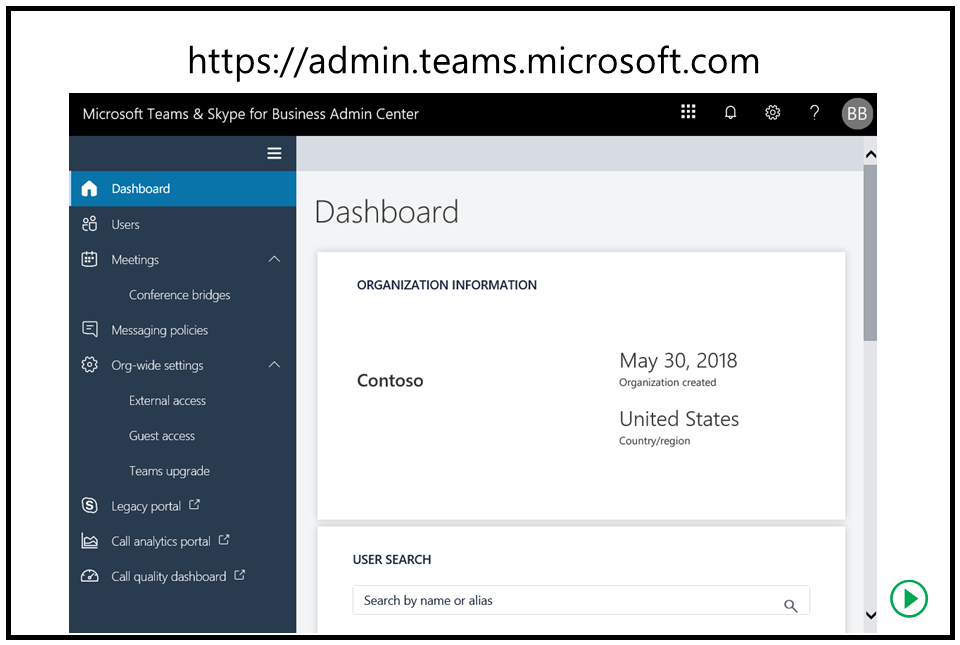 https://admin.teams.microsoft.com
Microsoft Teams & Skype for Business Admin Center
?
BB
Dashboard
Users
Meetings
Conference bridges
Messaging policies
Org-wide settings
External access
Guest access
Teams upgrade
Legacy portal
Call analytics portal
Call quality dashboard
Dashboard
ORGANIZATION INFORMATION
Contoso
May 30, 2018
Organization created
United States
Country/region
USER SEARCH
Search by name or alias